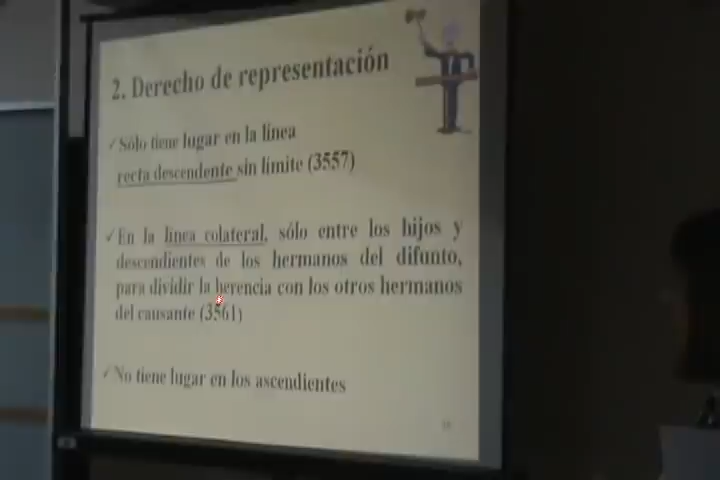 2. Derecho de representación
✓Sólo tiene lugar en la línea
recta descendente sin límite (3557)
✓En la línea colateral, sólo entre los hijos y
descendientes de los hermanos del difunto,
para dividir la herencia con los otros hermanos
del causante (3561)
✓No tiene lugar en los ascendientes